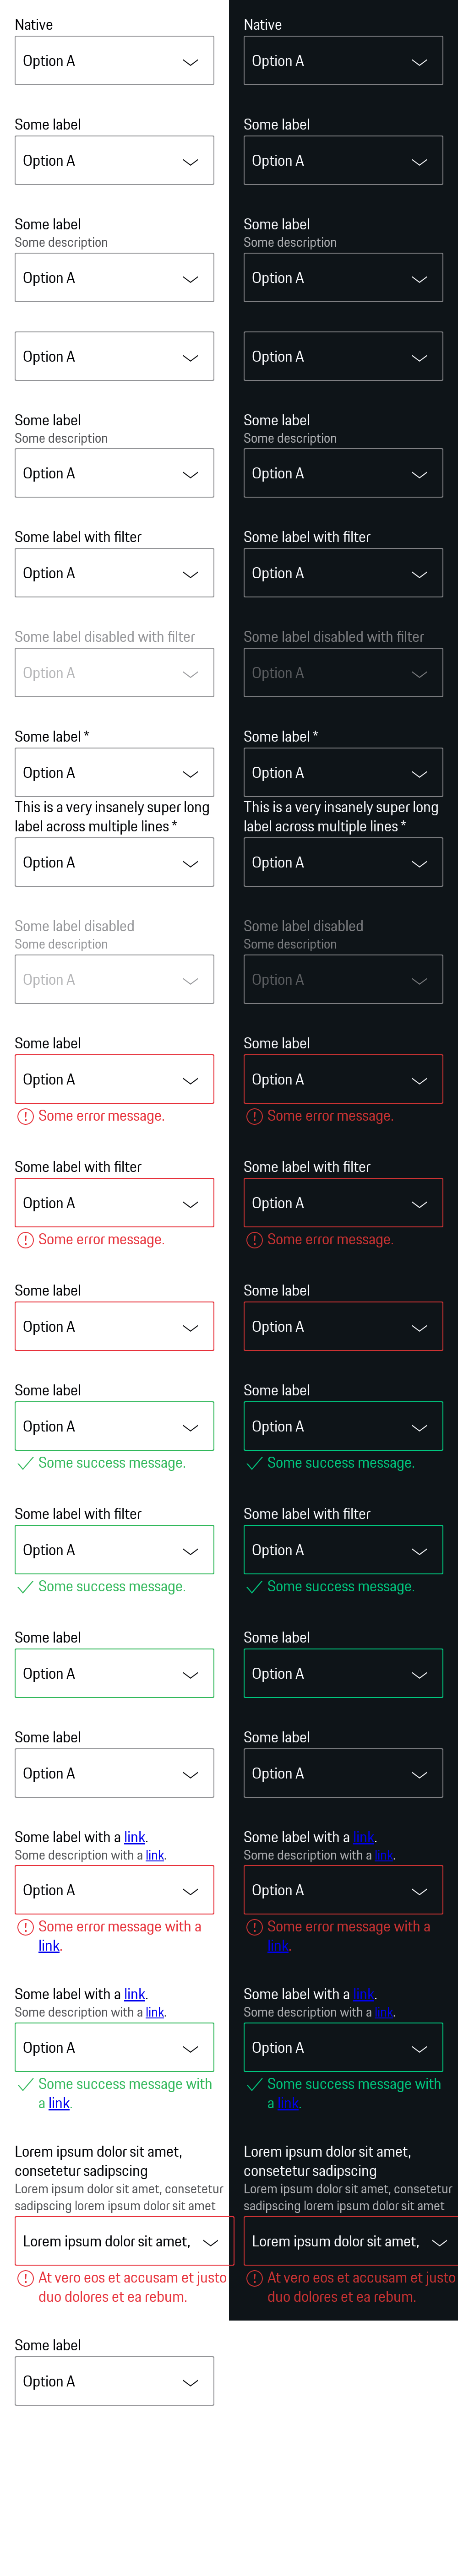 Native
Option A
Some label
Option A
Some label
Some description
Option A
Option A
Some label
Some description
Option A
Some label with filter
Option A
Some label disabled with filter
Option A
Some label *
Option A
This is a very insanely super long
label across multiple lines *
Option A
Some label disabled
Some description
Option A
Some label
Option A
Some error message.
Some label with filter
Option A
Some error message.
Some label
Option A
Some label
Option A
Some success message.
Some label with filter
Option A
Some success message.
Some label
Option A
Some label
Option A
Some label with a link.
Some description with a link.
Option A
Some error message with a
link.
Some label with a link.
Some description with a link.
Option A
Some success message with
a link.
Lorem ipsum dolor sit amet,
consetetur sadipscing
Lorem ipsum dolor sit amet, consetetur
sadipscing lorem ipsum dolor sit amet
Lorem ipsum dolor sit amet,
At vero eos et accusam et justo
duo dolores et ea rebum.
Some label
Option A
Native
Option A
Some label
Option A
Some label
Some description
Option A
Option A
Some label
Some description
Option A
Some label with filter
Option A
Some label disabled with filter
Option A
Some label *
Option A
This is a very insanely super long
label across multiple lines *
Option A
Some label disabled
Some description
Option A
Some label
Option A
Some error message.
Some label with filter
Option A
Some error message.
Some label
Option A
Some label
Option A
Some success message.
Some label with filter
Option A
Some success message.
Some label
Option A
Some label
Option A
Some label with a link.
Some description with a link.
Option A
Some error message with a
link.
Some label with a link.
Some description with a link.
Option A
Some success message with
a link.
Lorem ipsum dolor sit amet,
consetetur sadipscing
Lorem ipsum dolor sit amet, consetetur
sadipscing lorem ipsum dolor sit amet
Lorem ipsum dolor sit amet,
At vero eos et accusam et justo
duo dolores et ea rebum.